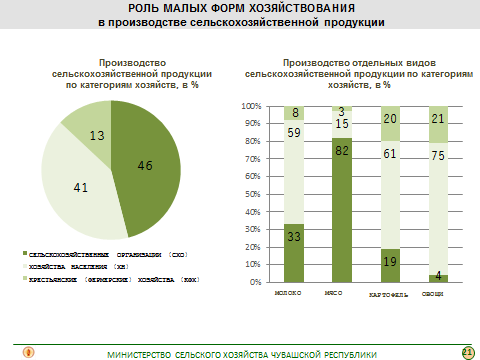 РОЛЬ МАЛЫХ ФОРМ ХОЗЯЙСТВОВАНИЯ
в производстве сельскохозяйственной продукции
Производство
сельскохозяйственной продукции
по категориям хозяйств, в %
46
41
13
СЕЛЬСКОХОЗЯЙСТВЕННЫЕ ОРГАНИЗАЦИИ (СХО)
ХОЗЯЙСТВА НАСЕЛЕНИЯ (ХН)
КРЕСТЬЯНСКИЕ (ФЕРМЕРСКИЕ) ХОЗЯЙСТВА (КФХ)
Производство отдельных видов
сельскохозяйственной продукции по категориям
хозяйств, в %
100%
90%
80%
70%
60%
50%
40%
30%
20%
10%
0%
8 3 20 21
59 15 61 75
33 82 19 4
МОЛОКО МЯСО КАРТОФЕЛЬ ОВОЩИ
МИНИСТЕРСТВО СЕЛЬСКОГО ХОЗЯЙСТВА ЧУВАШСКОЙ РЕСПУБЛИКИ
21